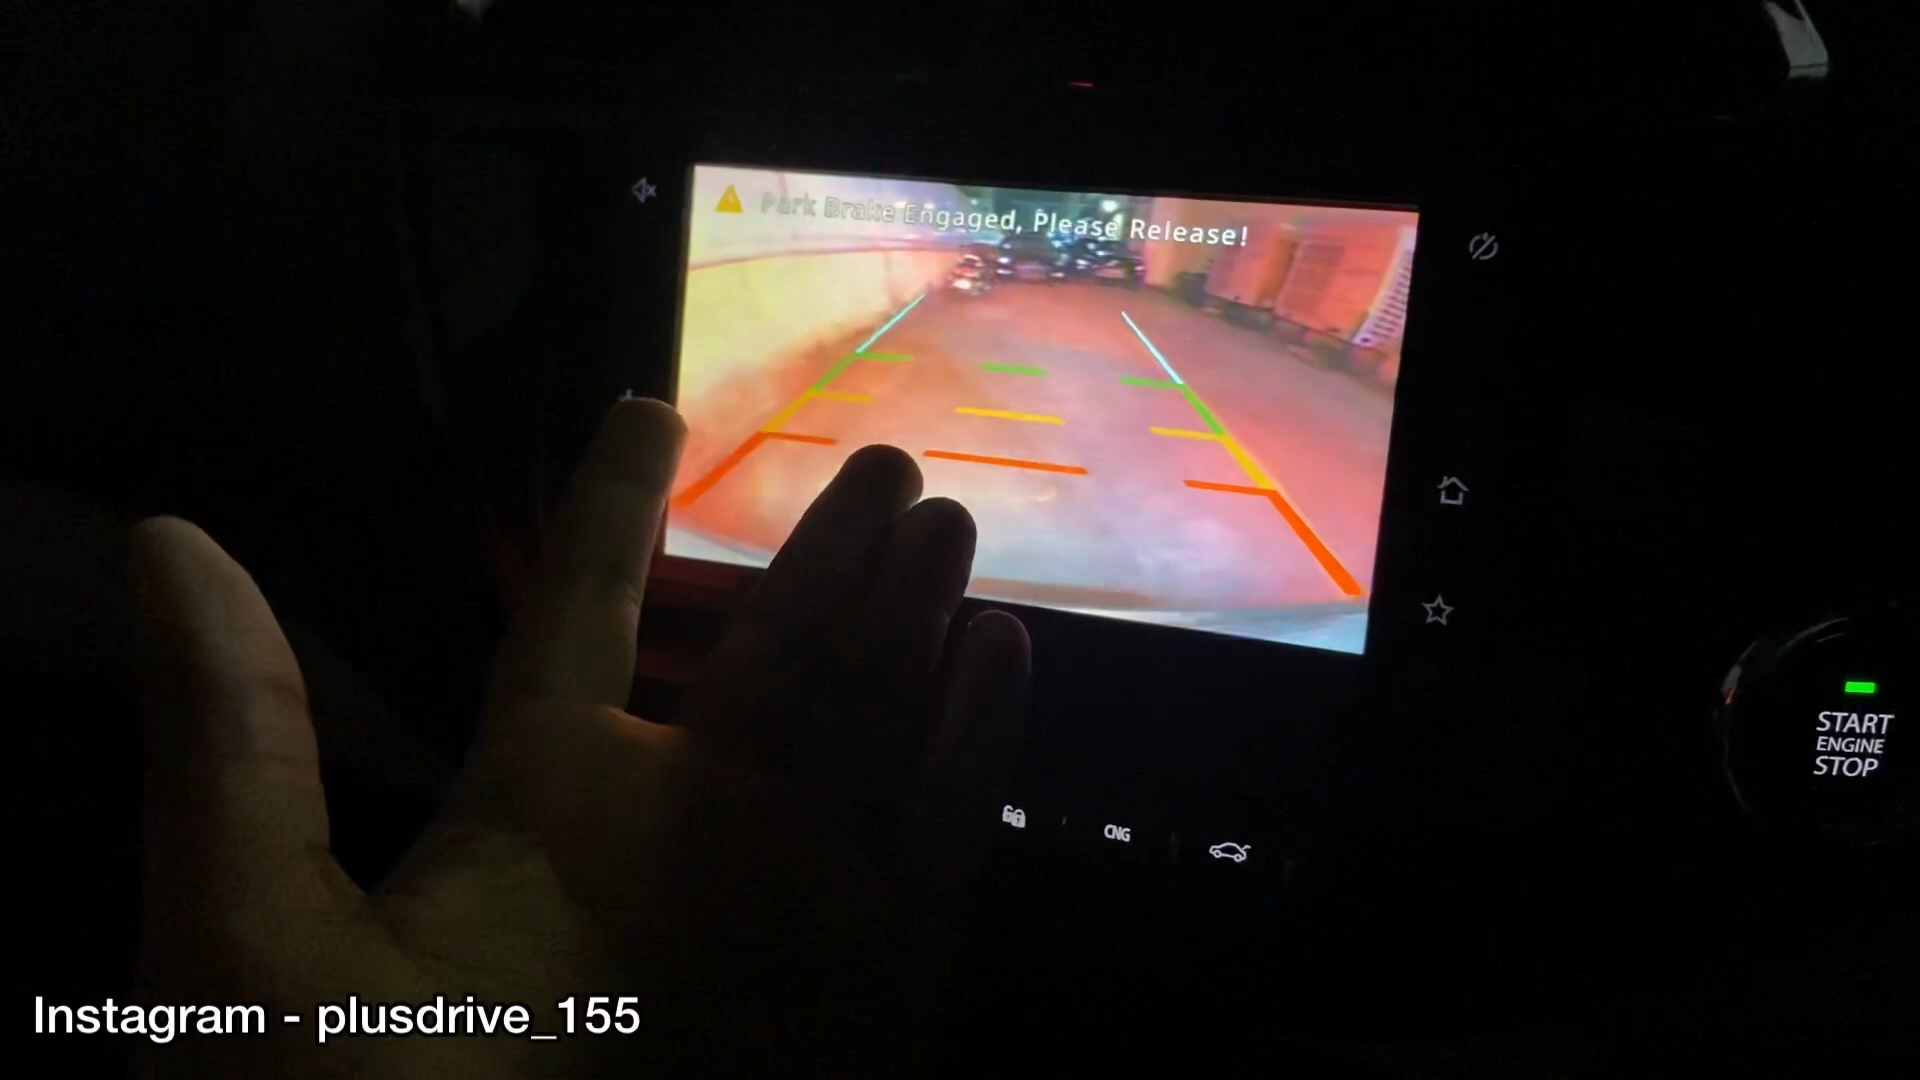 Park Brake Engaged, Please Release!
START
ENGINE
STOP
CNG
Instagram - plusdrive_155